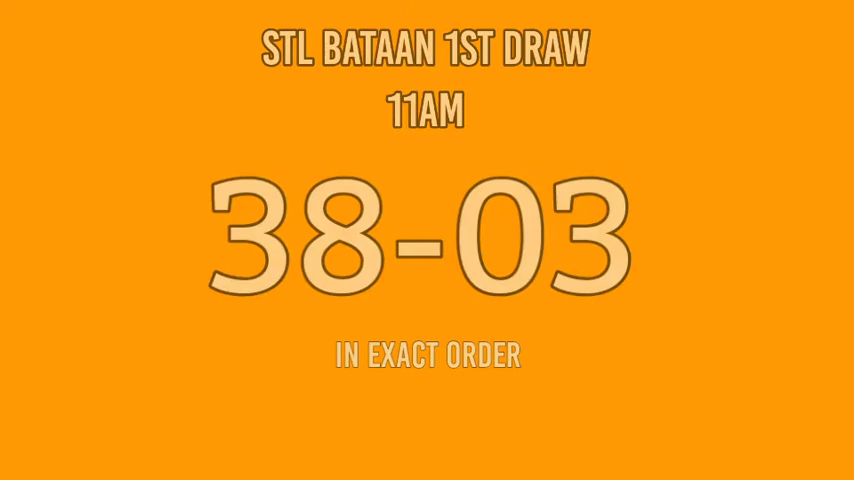 STL BATAAN 1ST DRAW
11AM
38-03
IN EXACT ORDER